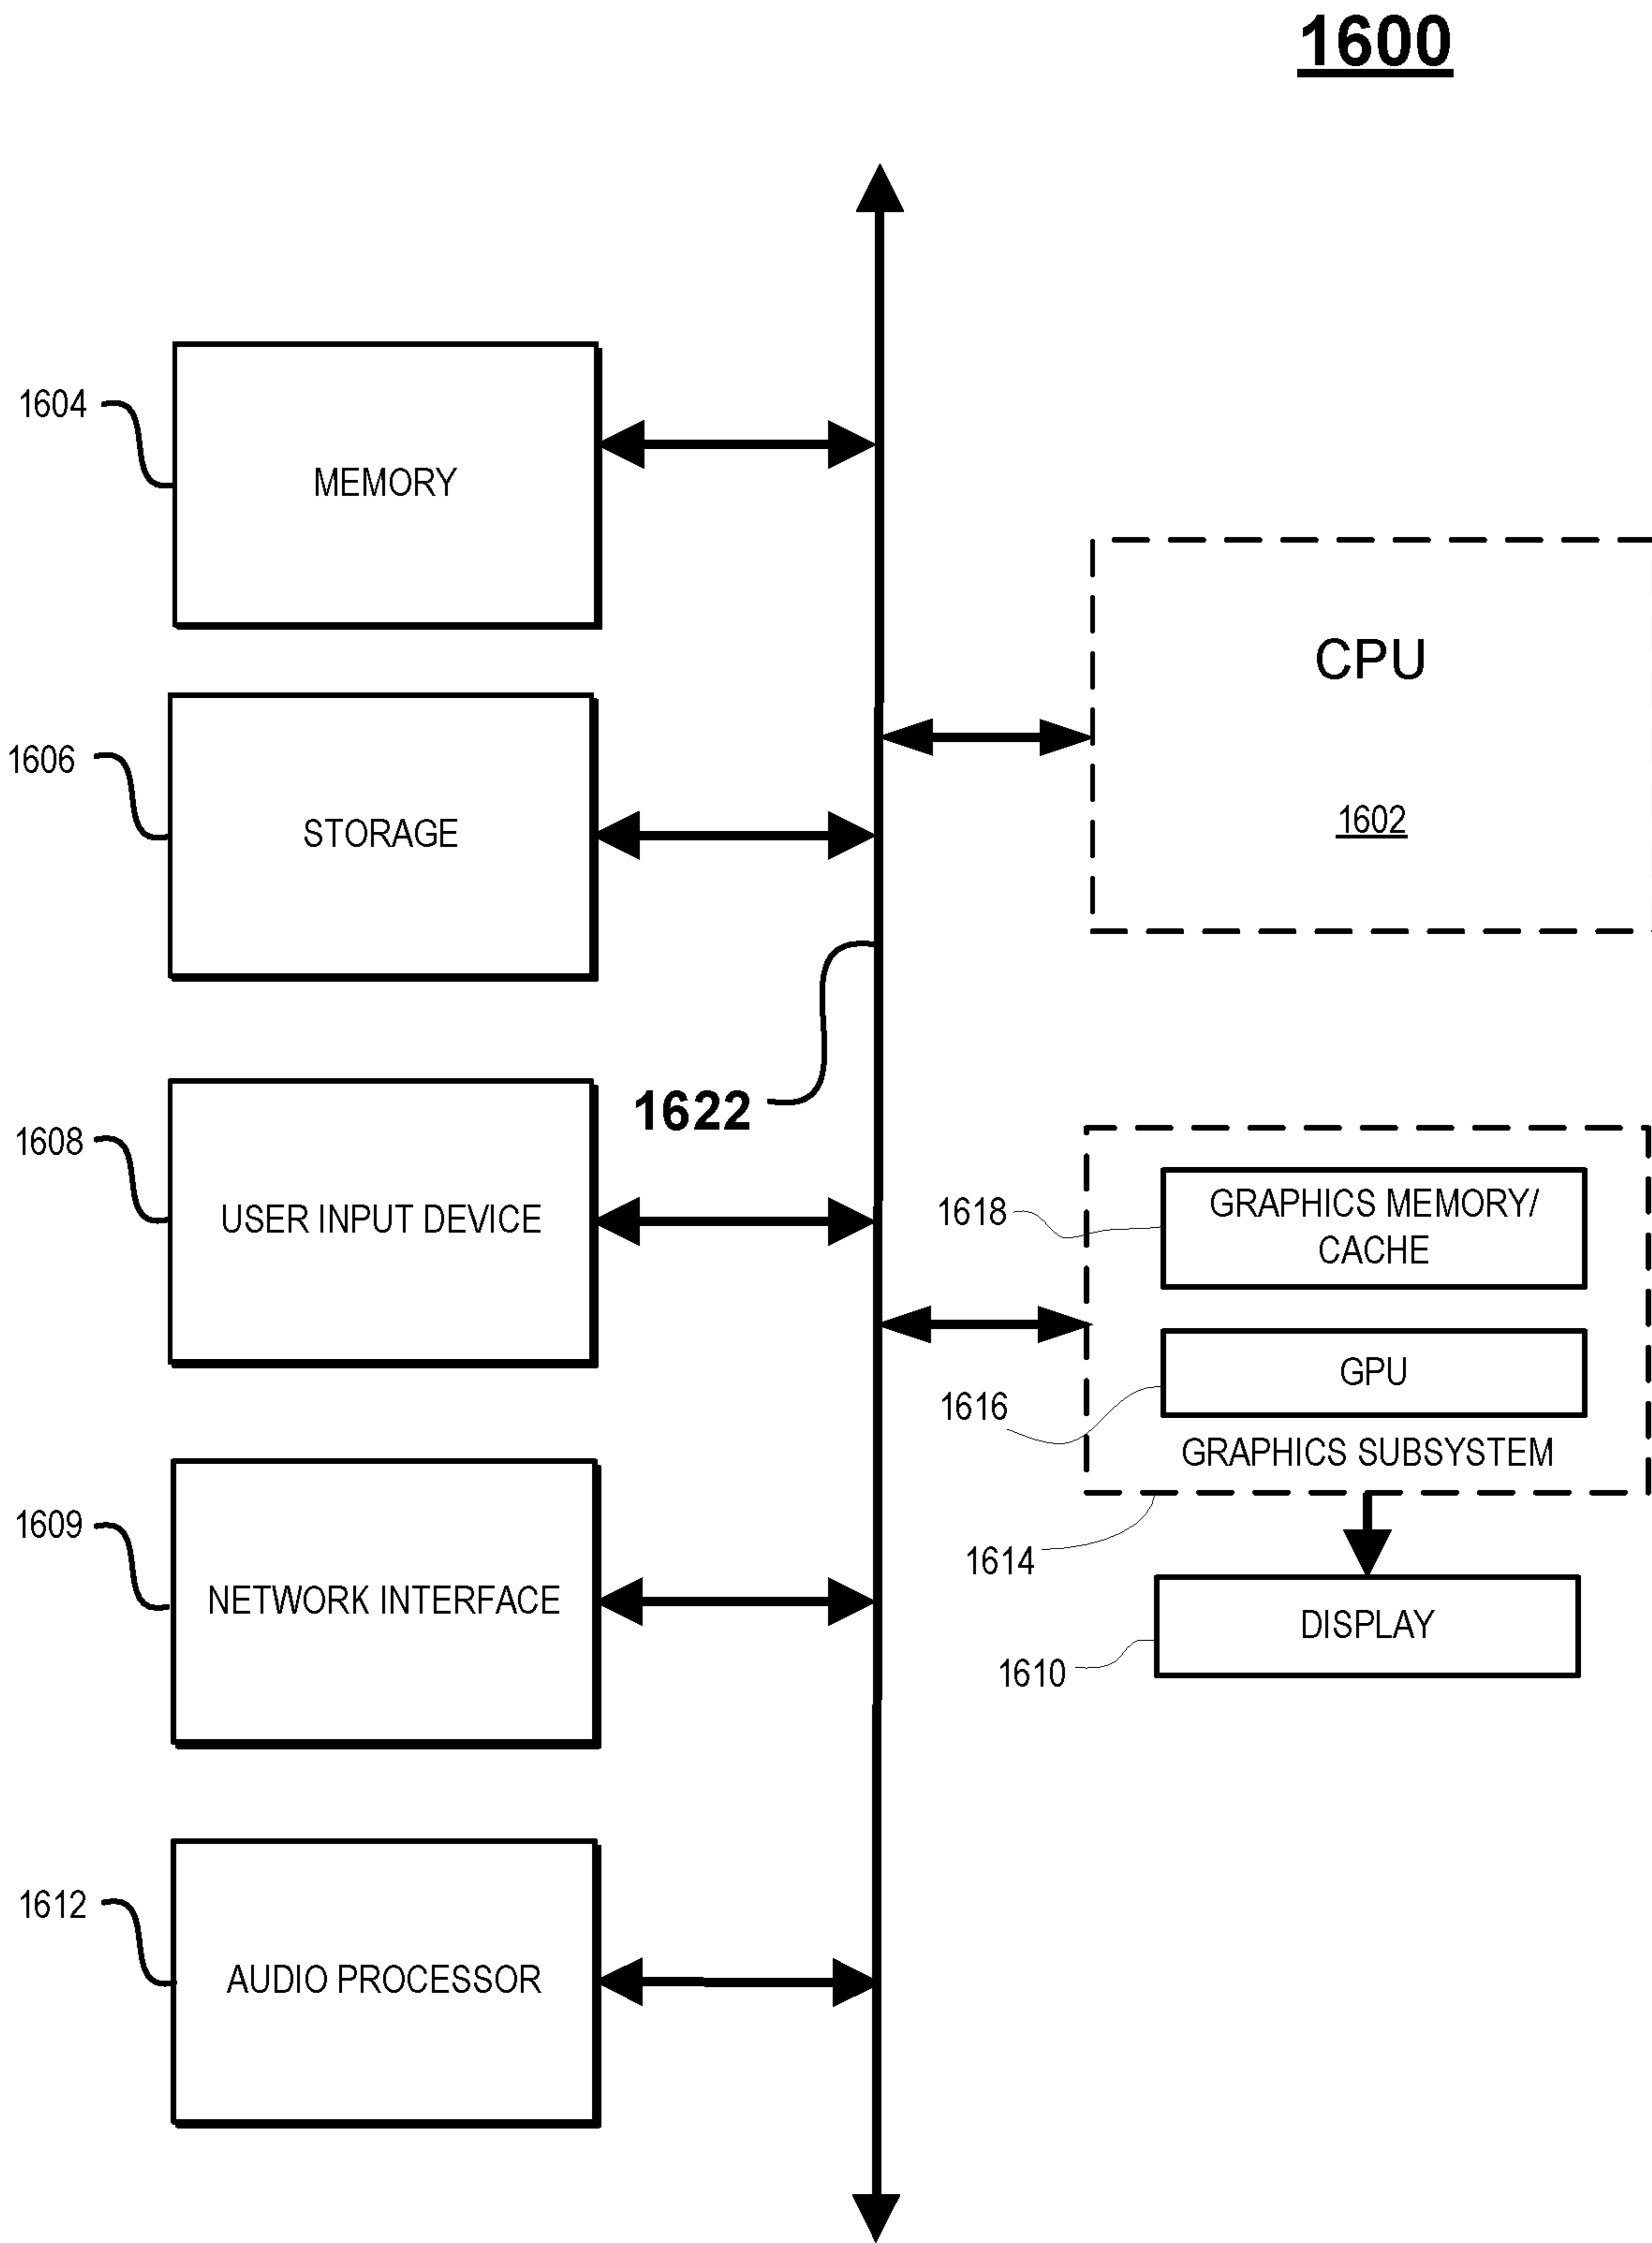 1600
1604
MEMORY
CPU
1602
1606
STORAGE
1622
1608
USER INPUT DEVICE
1618
GRAPHICS MEMORY/
CACHE
1616
GPU
GRAPHICS SUBSYSTEM
1614
1609
NETWORK INTERFACE
DISPLAY
1610
1612
AUDIO PROCESSOR